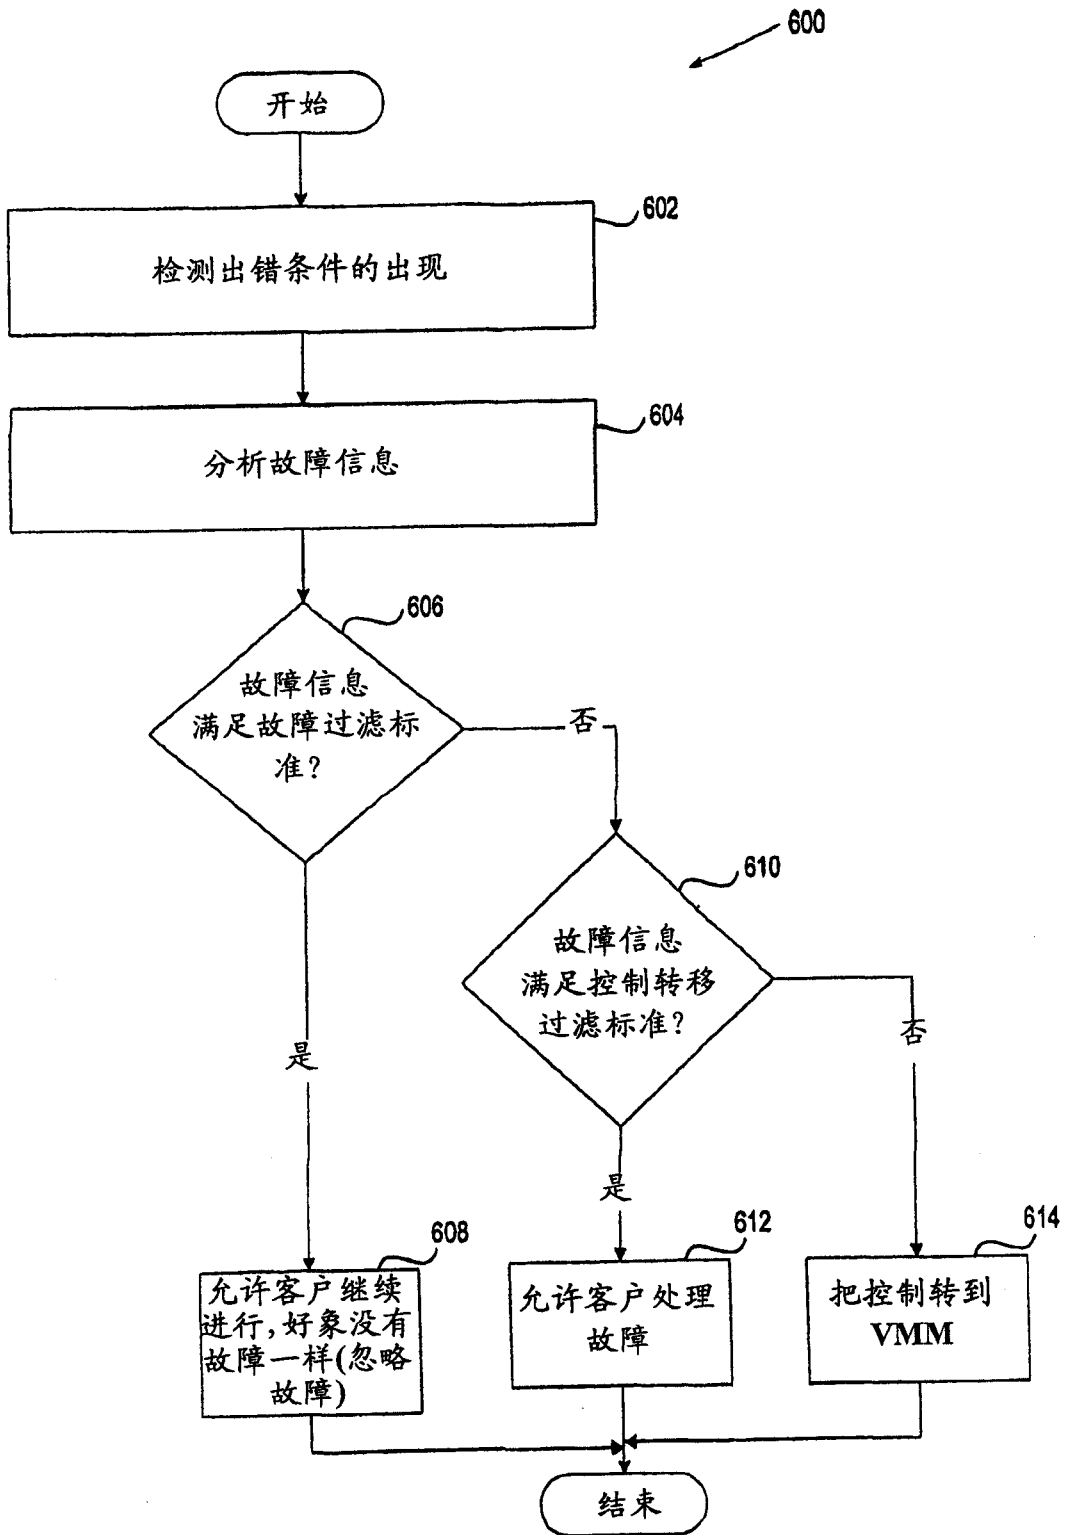 600
开始
602
检测出错条件的出现
604
分析故障信息
606
故障信息
满足故障过滤标
准?
否
610
故障信息
满足控制转移
过滤标准?
否
是
是
608
允许客户继续
进行,好象没有
故障一样(忽略
故障)
612
允许客户处理
故障
614
把控制转到
VMM
结束